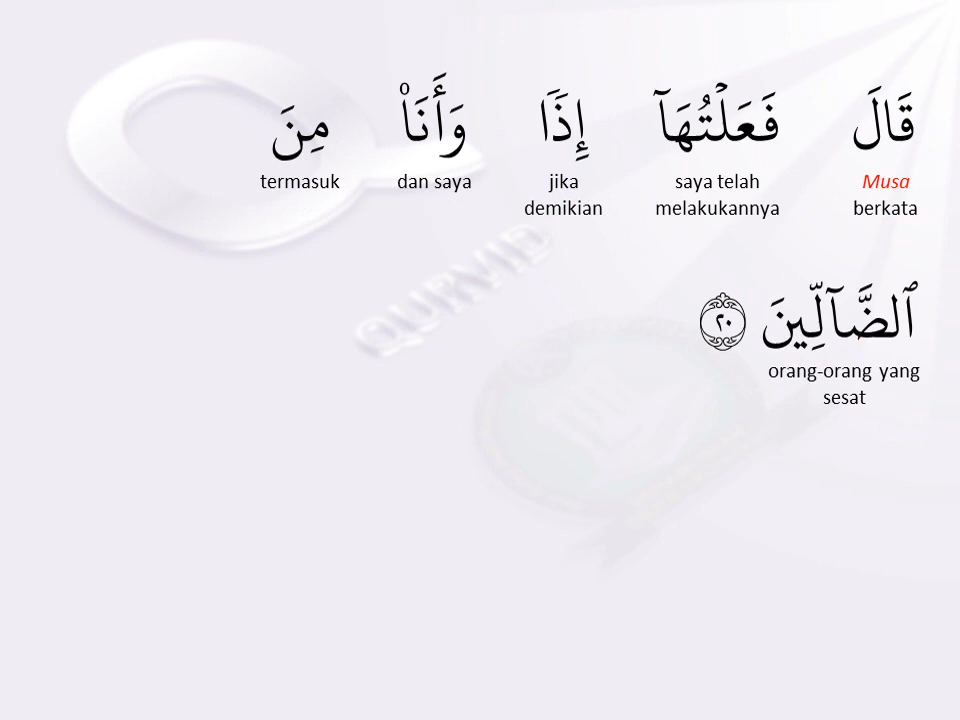 قَالَ فَعَلْتُهَآ إِذًۭا وَأَنَا۠ مِنَ
Musa berkata
saya telah melakukannya
jika demikian
dan saya
termasuk
ٱلضَّآلِّينَ ٢٠
orang-orang yang
sesat
QURVID